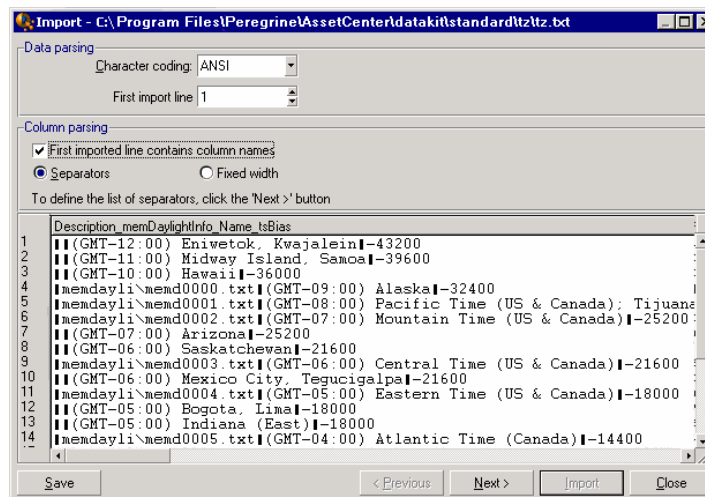 Import - C:\Program Files\Peregrine\AssetCenter\datakit\standard\tz\tz.txt
Data parsing
Character coding: ANSI
First import line 1
Column parsing
First imported line contains column names
Separators Fixed width
To define the list of separators, click the 'Next >' button
Description_memDaylightInfo_Name_tsBias
1 ▌▌(GMT-12:00) Eniwetok, Kwajalein▌-43200
2 ▌▌(GMT-11:00) Midway Island, Samoa▌-39600
3 ▌▌(GMT-10:00) Hawaii▌-36000
4 ▌memdayli\memd0000.txt▌(GMT-09:00) Alaska▌-32400
5 ▌memdayli\memd0001.txt▌(GMT-08:00) Pacific Time (US & Canada); Tijuana
6 ▌memdayli\memd0002.txt▌(GMT-07:00) Mountain Time (US & Canada)▌-25200
7 ▌▌(GMT-07:00) Arizona▌-25200
8 ▌▌(GMT-06:00) Saskatchewan▌-21600
9 ▌memdayli\memd0003.txt▌(GMT-06:00) Central Time (US & Canada)▌-21600
10 ▌▌(GMT-06:00) Mexico City, Tegucigalpa▌-21600
11 ▌memdayli\memd0004.txt▌(GMT-05:00) Eastern Time (US & Canada)▌-18000
12 ▌▌(GMT-05:00) Bogota, Lima▌-18000
13 ▌▌(GMT-05:00) Indiana (East)▌-18000
14 ▌memdayli\memd0005.txt▌(GMT-04:00) Atlantic Time (Canada)▌-14400
Save < Previous Next > Import Close